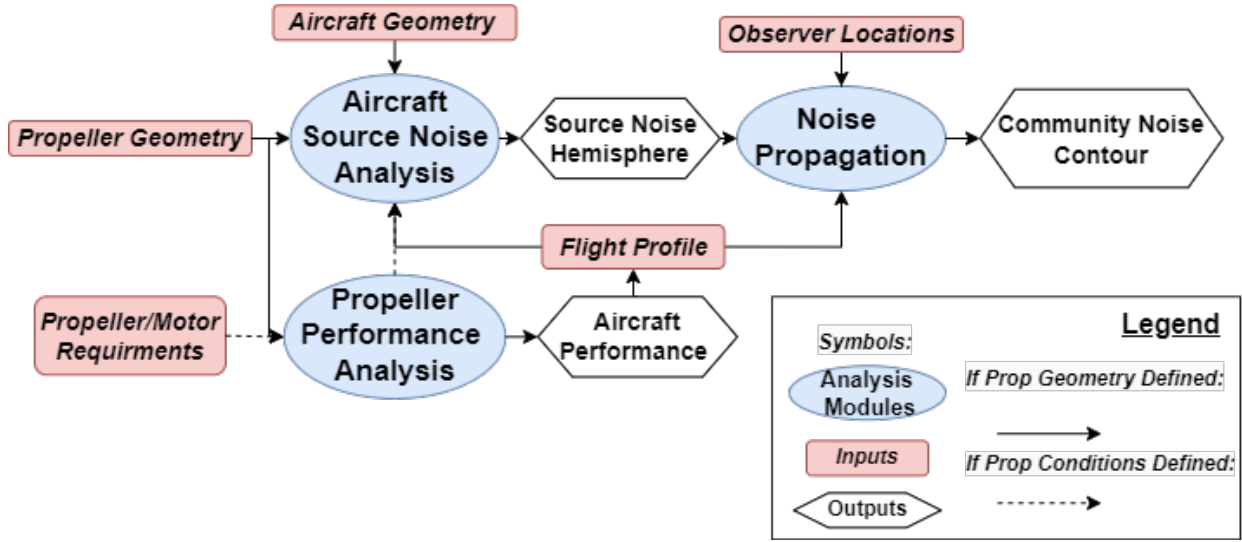 Aircraft Geometry
Observer Locations
Propeller Geometry
Aircraft
Source Noise
Analysis
Source Noise
Hemisphere
Noise
Propagation
Community Noise
Contour
Flight Profile
Propeller/Motor
Requirments
Propeller
Performance
Analysis
Aircraft
Performance
Legend
Symbols:
Analysis
Modules
If Prop Geometry Defined:
Inputs
If Prop Conditions Defined:
Outputs